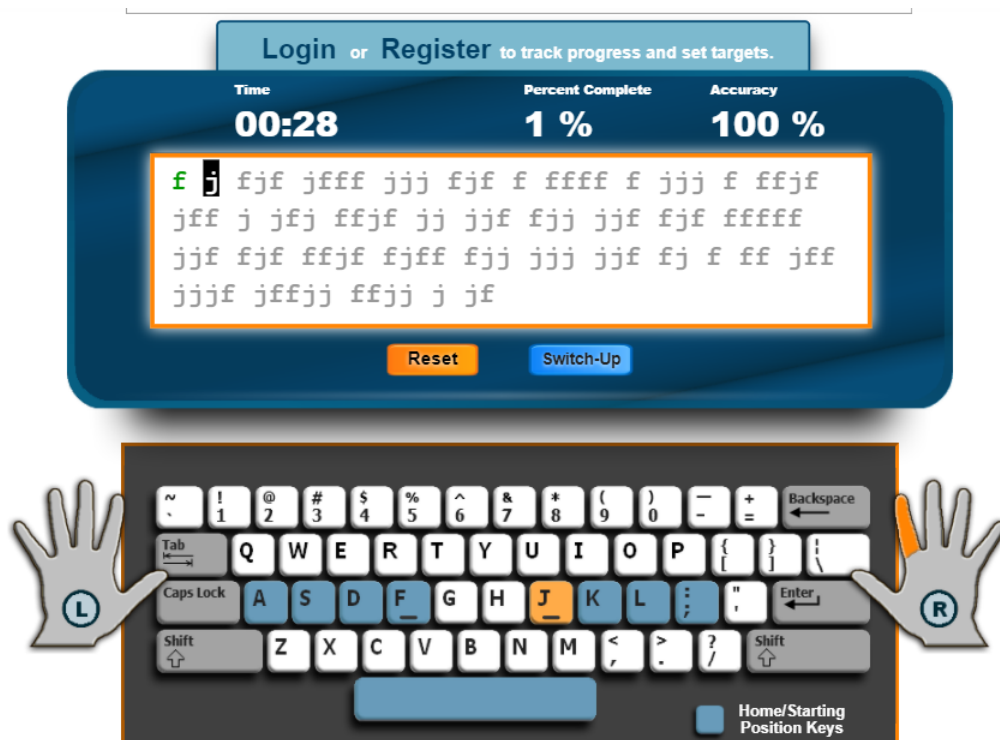 Login or Register to track progress and set targets.
Time Percent Complete Accuracy
00:28 1 % 100 %
f j fjf jfff jjj fjf f ffff f jjj f ffjf
jff j jfj ffjf jj jjf fjj jjf fjf fffff
jjf fjf ffjf fjff fjj jjj jjf fj f ff jff
jjjf jffjj ffjj j jf
Reset Switch-Up
~ ! @ # $ % ^ & * ( ) — + Backspace
` 1 2 3 4 5 6 7 8 9 0 - =
Tab Q W E R T Y U I O P { } ¦
[ ] \
Caps Lock A S D F G H J K L : " Enter
; '
Shift Z X C V B N M < > ? Shift
, . /
L R
Home/Starting
Position Keys